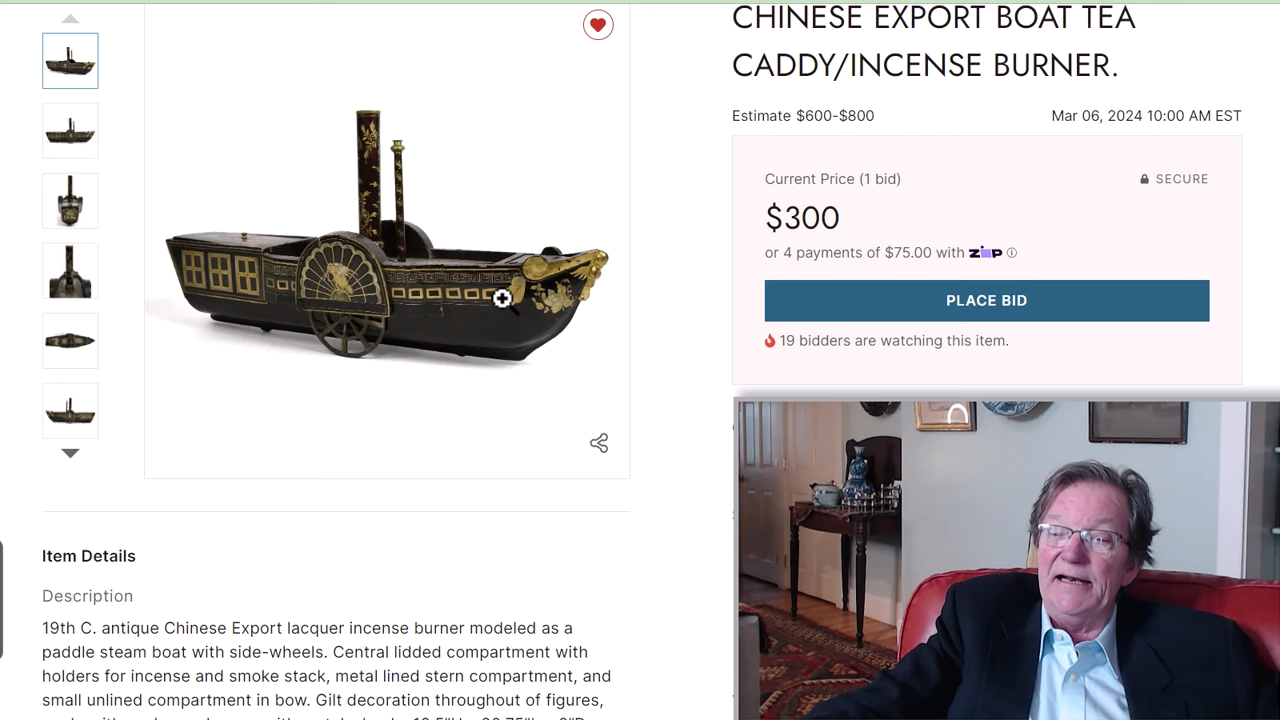 CHINESE EXPORT BOAT TEA
CADDY/INCENSE BURNER.
Estimate $600-$800
Mar 06, 2024 10:00 AM EST
Current Price (1 bid)
SECURE
$300
or 4 payments of $75.00 with zip
PLACE BID
19 bidders are watching this item.
Item Details
Description
19th C. antique Chinese Export lacquer incense burner modeled as a
paddle steam boat with side-wheels. Central lidded compartment with
holders for incense and smoke stack, metal lined stern compartment, and
small unlined compartment in bow. Gilt decoration throughout of figures,